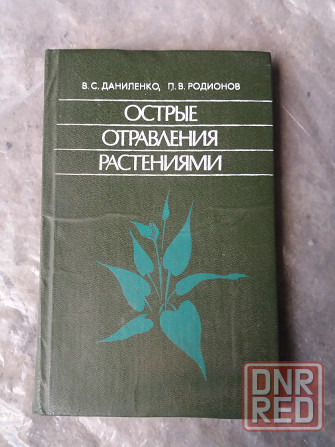 В.С. ДАНИЛЕНКО, П.В. РОДИОНОВ
ОСТРЫЕ
ОТРАВЛЕНИЯ
РАСТЕНИЯМИ
DNR
RED